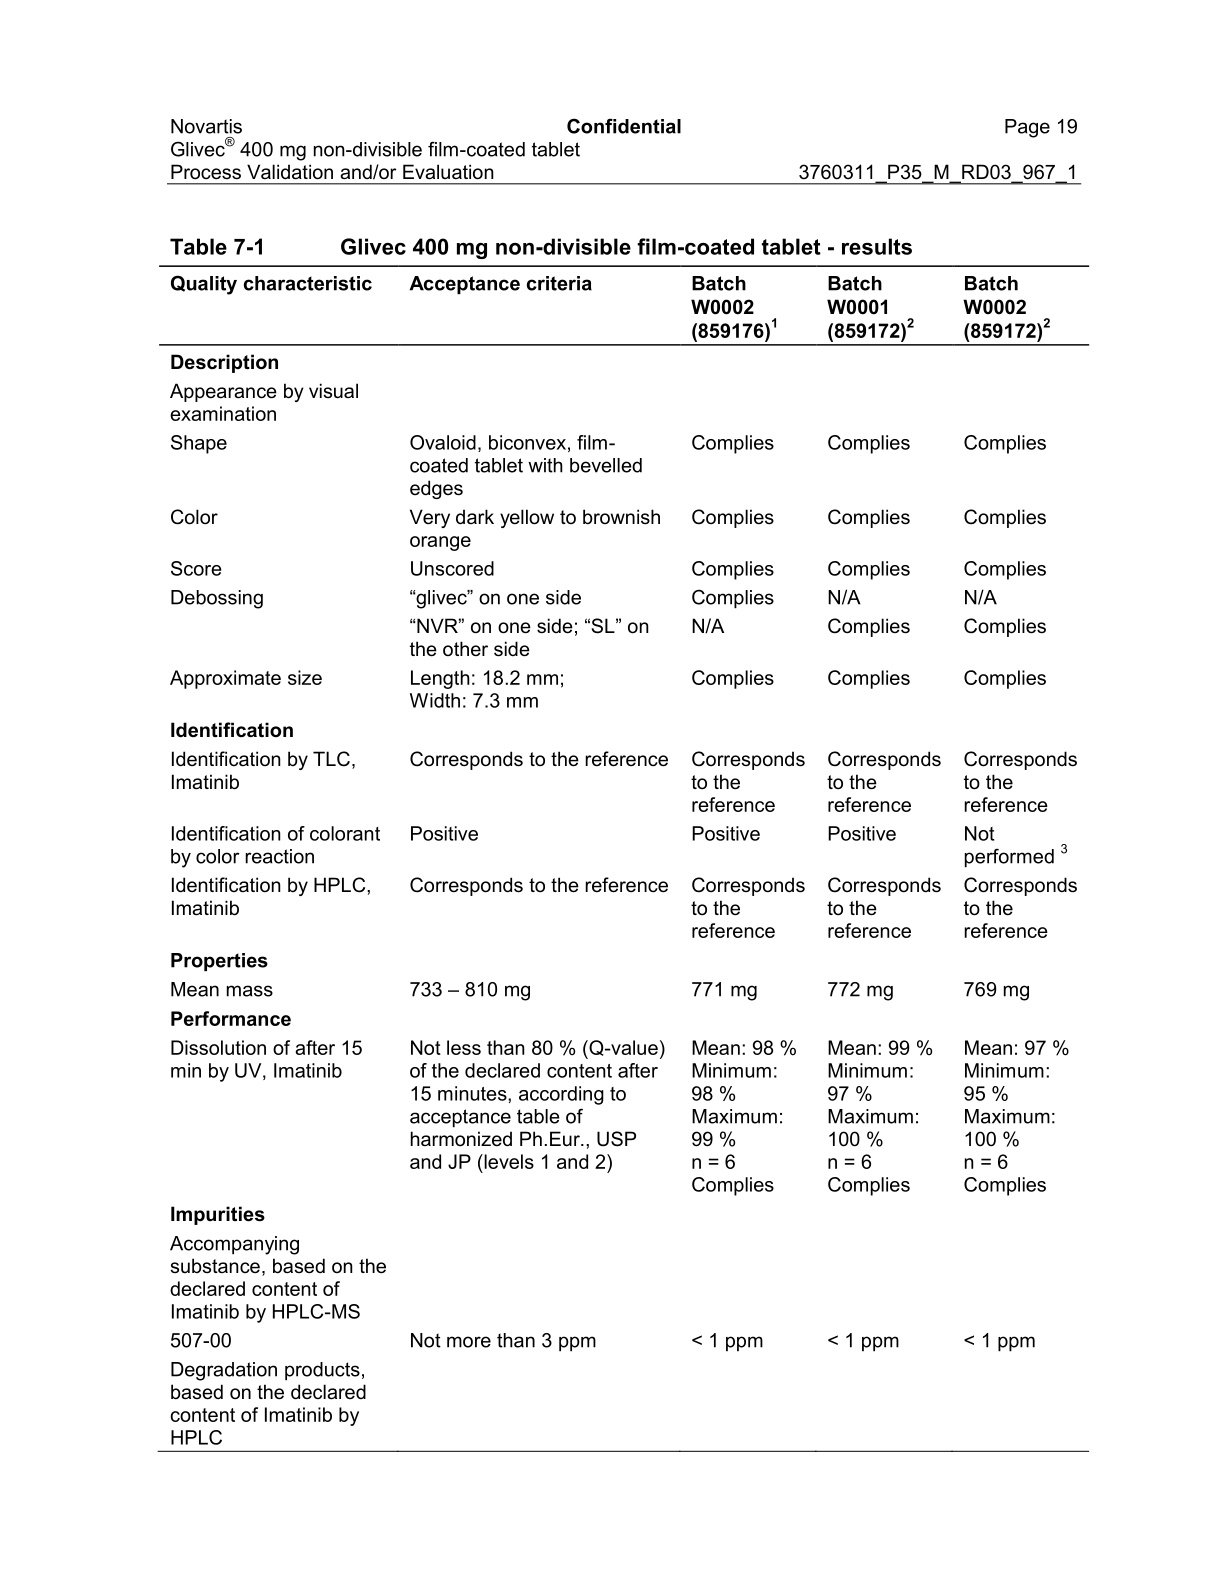 Novartis Confidential Page 19
Glivec® 400 mg non-divisible film-coated tablet
Process Validation and/or Evaluation 3760311_P35_M_RD03_967_1
Table 7-1 Glivec 400 mg non-divisible film-coated tablet - results
Quality characteristic Acceptance criteria Batch Batch Batch
W0002 W0001 W0002
(859176)1 (859172)2 (859172)2
Description
Appearance by visual
examination
Shape Ovaloid, biconvex, film- Complies Complies Complies
coated tablet with bevelled
edges
Color Very dark yellow to brownish Complies Complies Complies
orange
Score Unscored Complies Complies Complies
Debossing “glivec” on one side Complies N/A N/A
“NVR” on one side; “SL” on N/A Complies Complies
the other side
Approximate size Length: 18.2 mm; Complies Complies Complies
Width: 7.3 mm
Identification
Identification by TLC, Corresponds to the reference Corresponds Corresponds Corresponds
Imatinib to the to the to the
reference reference reference
Identification of colorant Positive Positive Positive Not
by color reaction performed 3
Identification by HPLC, Corresponds to the reference Corresponds Corresponds Corresponds
Imatinib to the to the to the
reference reference reference
Properties
Mean mass 733 – 810 mg 771 mg 772 mg 769 mg
Performance
Dissolution of after 15 Not less than 80 % (Q-value) Mean: 98 % Mean: 99 % Mean: 97 %
min by UV, Imatinib of the declared content after Minimum: Minimum: Minimum:
15 minutes, according to 98 % 97 % 95 %
acceptance table of Maximum: Maximum: Maximum:
harmonized Ph.Eur., USP 99 % 100 % 100 %
and JP (levels 1 and 2) n = 6 n = 6 n = 6
Complies Complies Complies
Impurities
Accompanying
substance, based on the
declared content of
Imatinib by HPLC-MS
507-00 Not more than 3 ppm < 1 ppm < 1 ppm < 1 ppm
Degradation products,
based on the declared
content of Imatinib by
HPLC